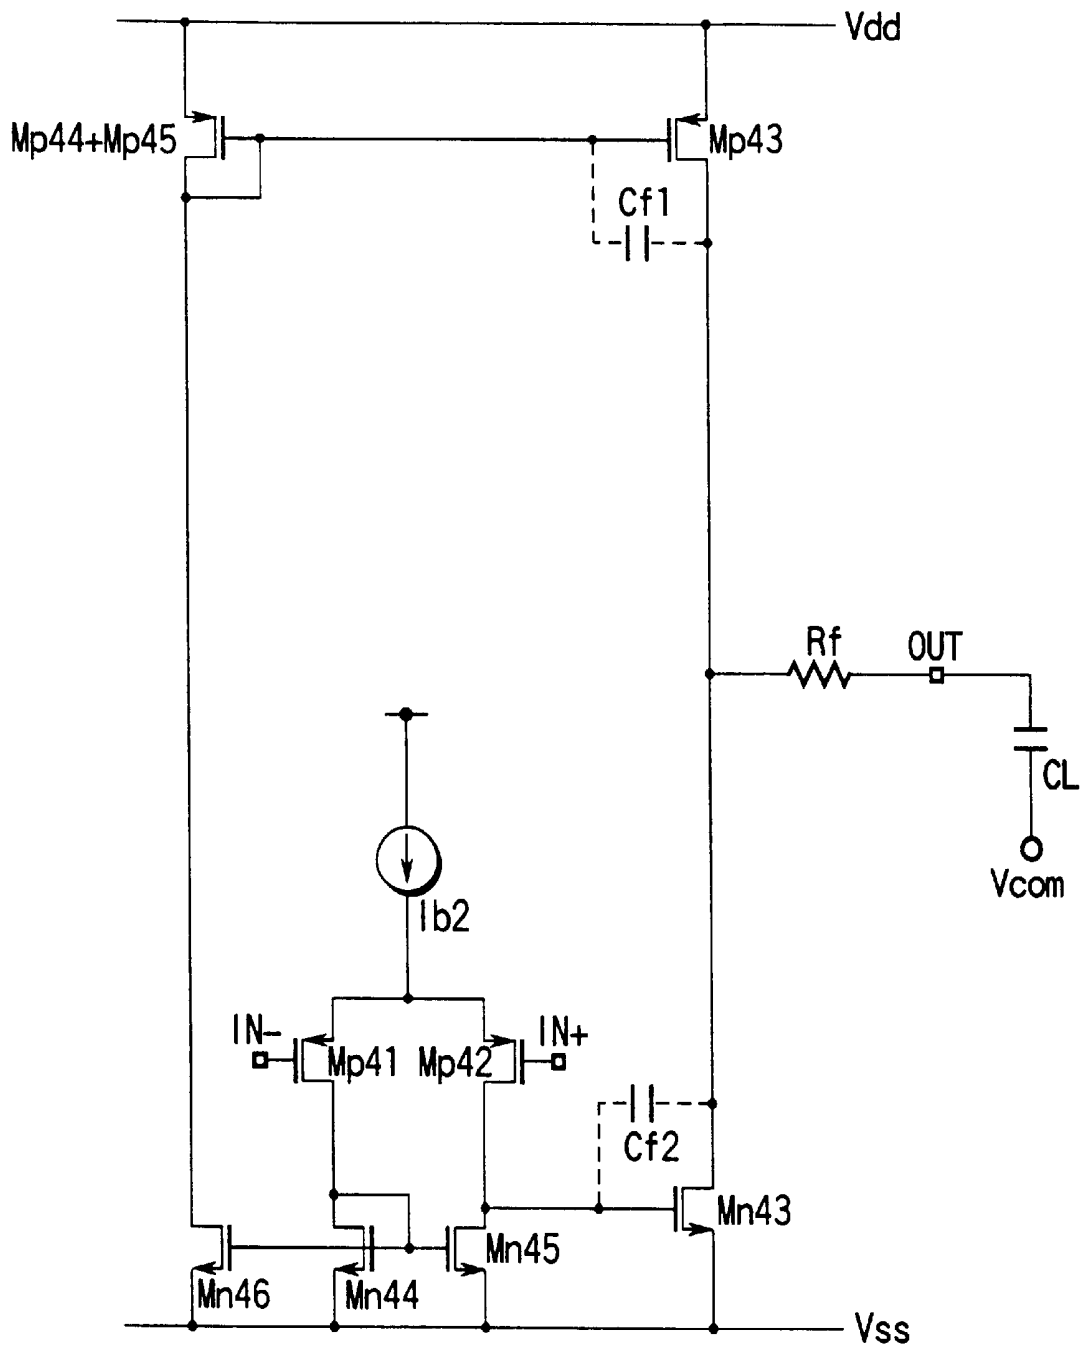 Vdd
Mp44+Mp45
Mp43
Cf1
Rf
OUT
CL
Vcom
Ib2
IN-
IN+
Mp41
Mp42
Cf2
Mn43
Mn45
Mn46
Mn44
Vss